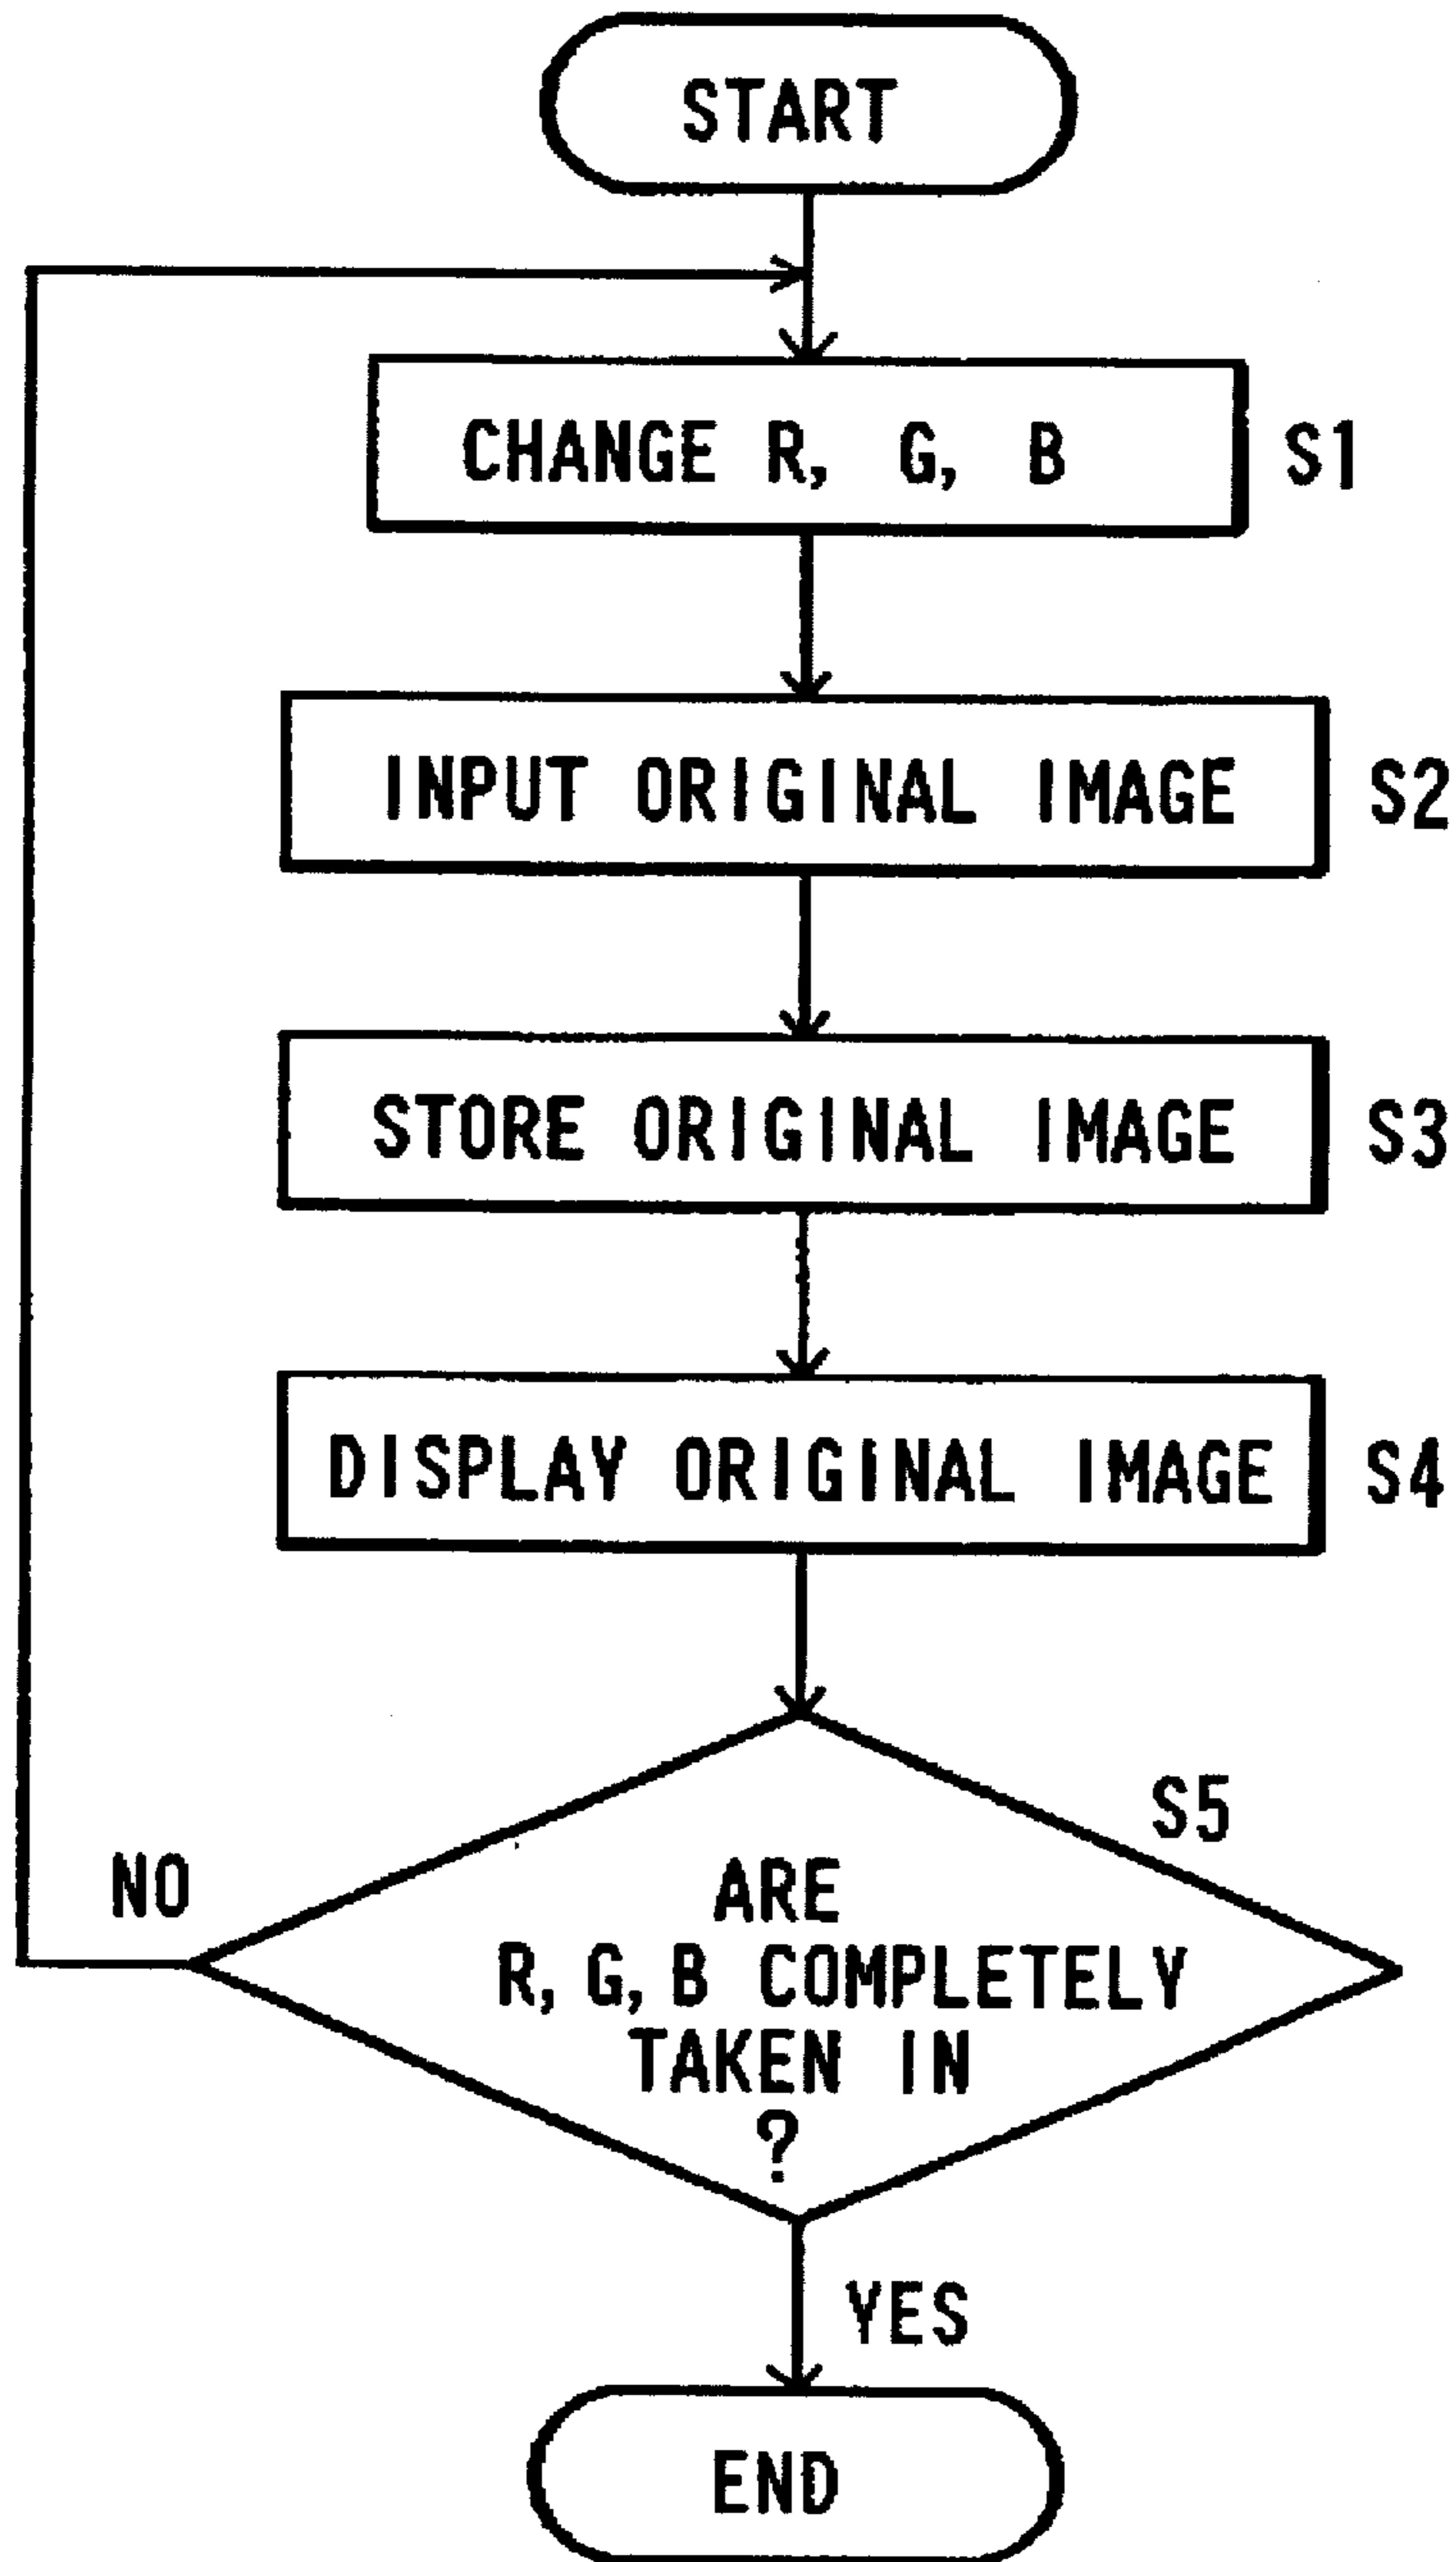 START
CHANGE R, G, B S1
INPUT ORIGINAL IMAGE S2
STORE ORIGINAL IMAGE S3
DISPLAY ORIGINAL IMAGE S4
S5
NO
ARE
R, G, B COMPLETELY
TAKEN IN
?
YES
END